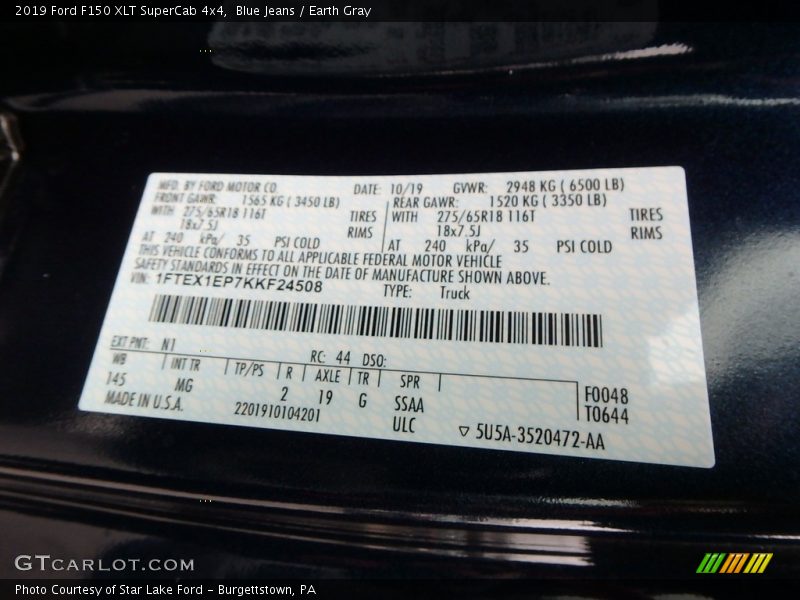 2019 Ford F150 XLT SuperCab 4x4,  Blue Jeans / Earth Gray
MFD. BY FORD MOTOR CO. DATE: 10/19 GVWR: 2948 KG ( 6500 LB)
FRONT GAWR: 1565 KG ( 3450 LB) REAR GAWR: 1520 KG ( 3350 LB)
WITH 275/65R18 116T TIRES WITH 275/65R18 116T TIRES
18x7.5J RIMS 18x7.5J RIMS
AT 240 kPa/ 35 PSI COLD AT 240 kPa/ 35 PSI COLD
THIS VEHICLE CONFORMS TO ALL APPLICABLE FEDERAL MOTOR VEHICLE
SAFETY STANDARDS IN EFFECT ON THE DATE OF MANUFACTURE SHOWN ABOVE.
VIN: 1FTEX1EP7KKF24508 TYPE: Truck
EXT PNT: N1 RC: 44 DSO:
WB INT TR TP/PS R AXLE TR SPR
145 MG 2 19 G SSAA F0048
MADE IN U.S.A. 2201910104201 ULC T0644
▽ 5U5A-3520472-AA
GTCARLOT.COM
Photo Courtesy of Star Lake Ford - Burgettstown, PA